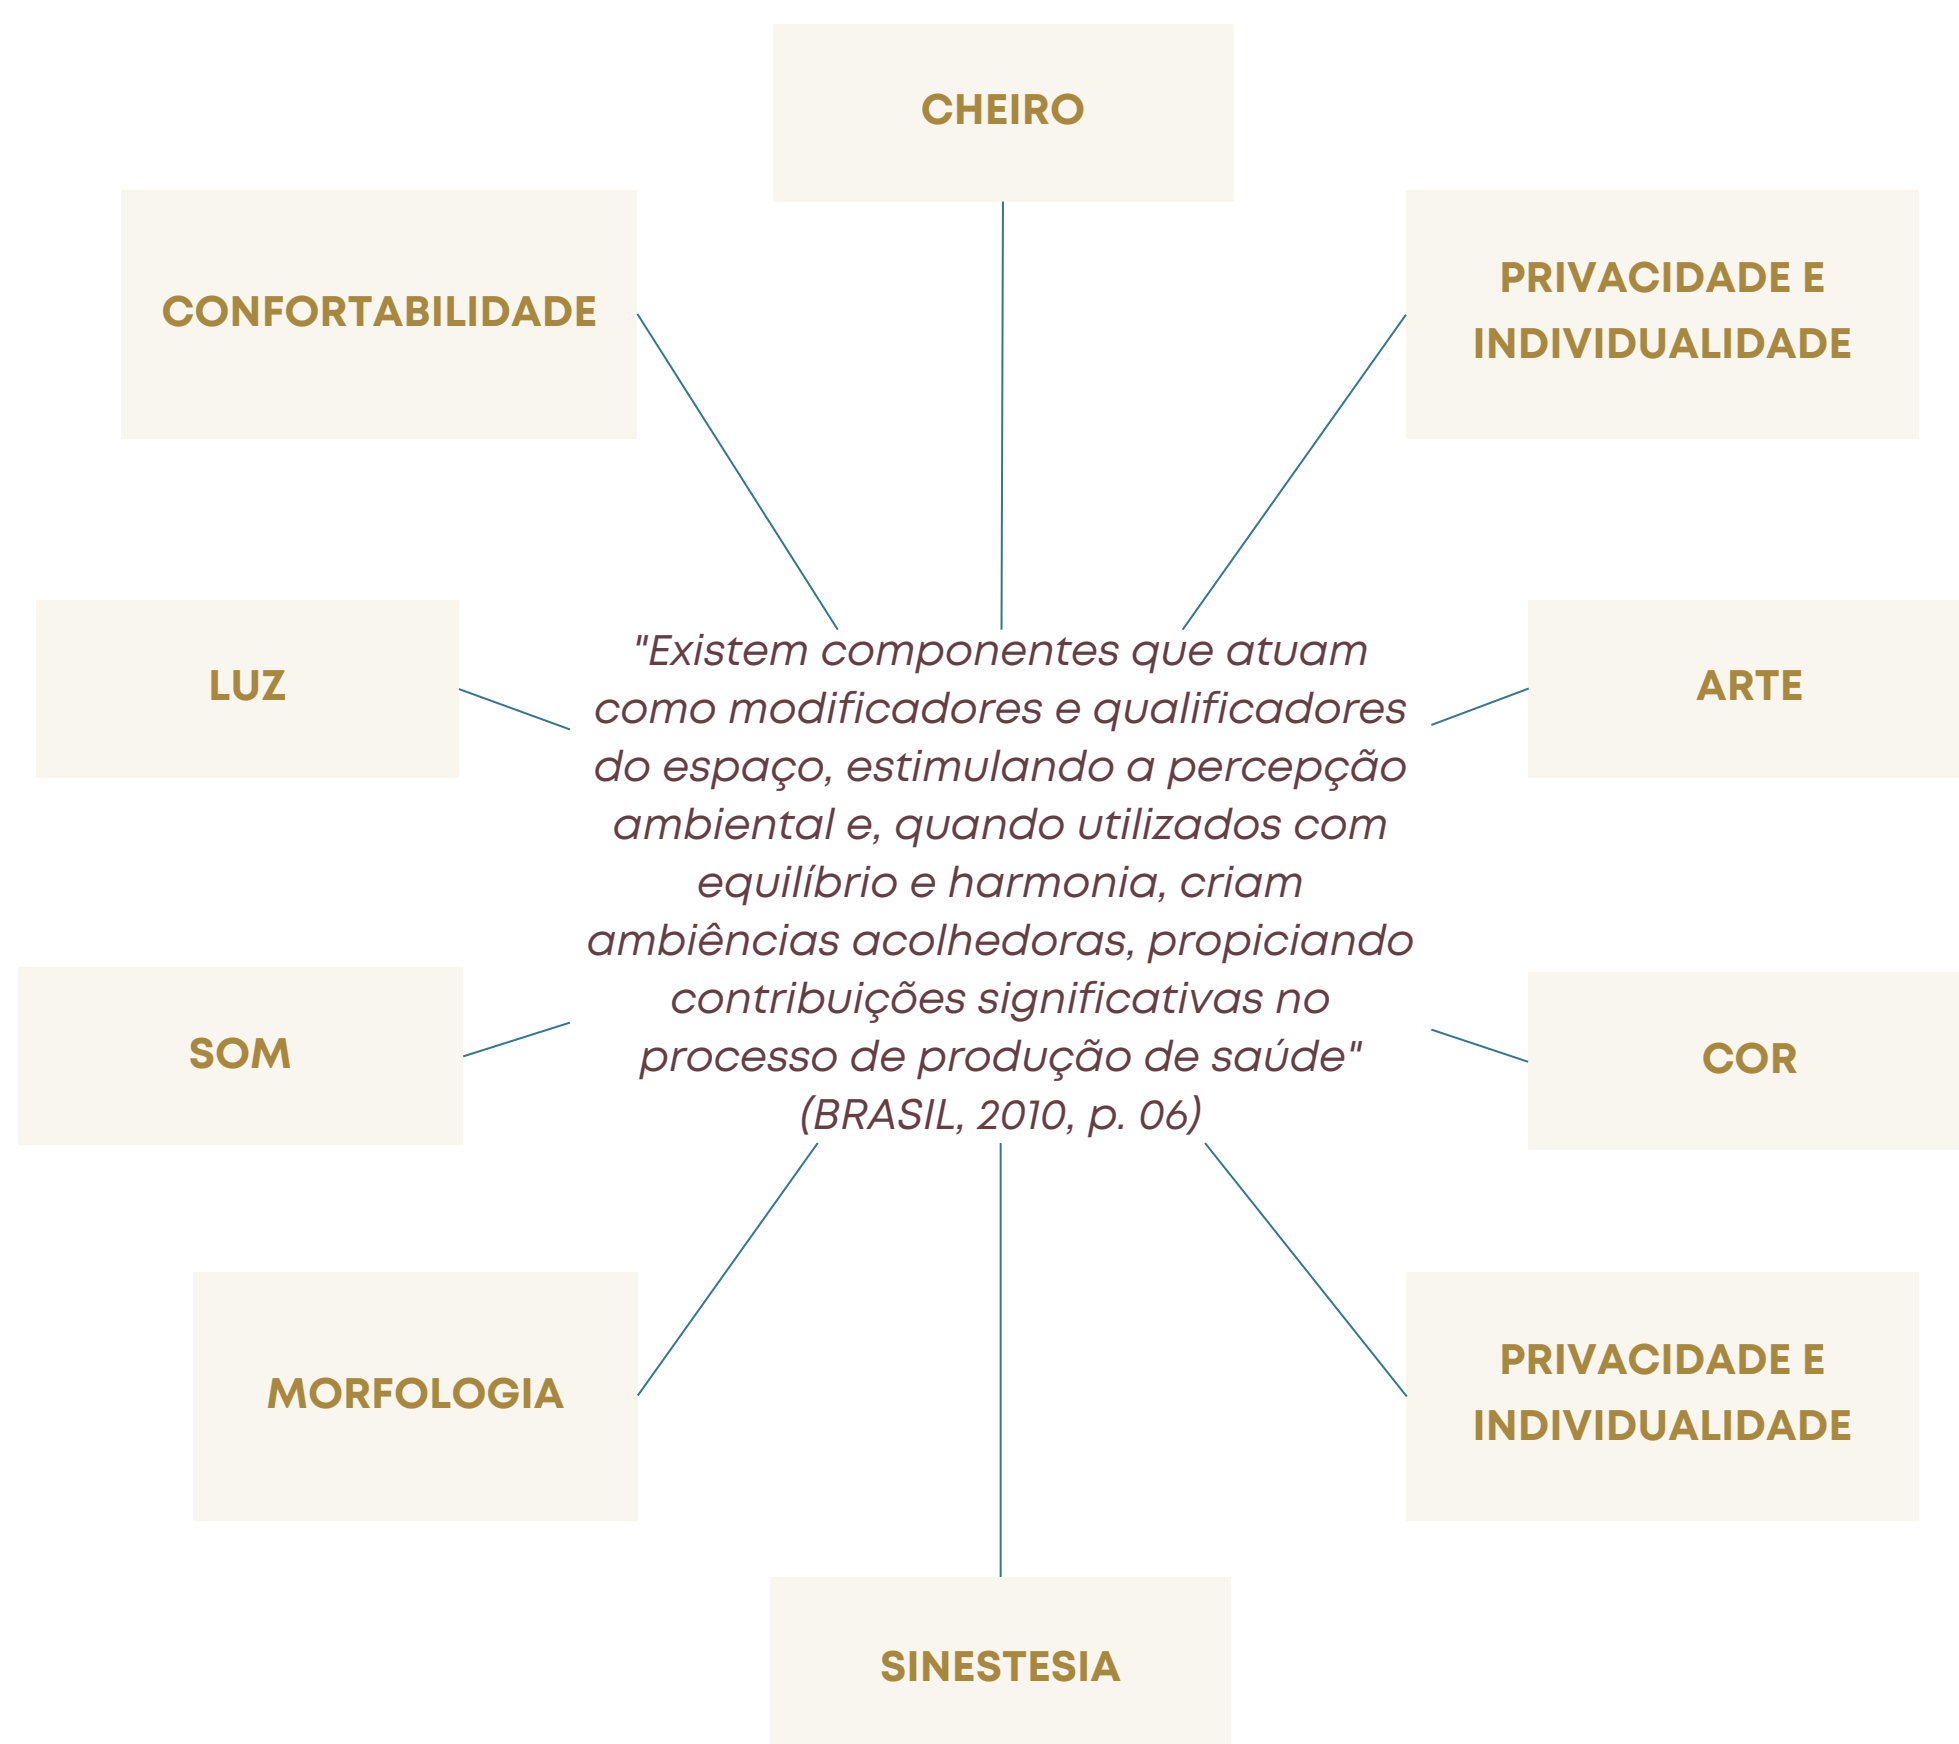 CHEIRO
CONFORTABILIDADE
PRIVACIDADE E
INDIVIDUALIDADE
LUZ
"Existem componentes que atuam
como modificadores e qualificadores
do espaço, estimulando a percepção
ambiental e, quando utilizados com
equilíbrio e harmonia, criam
ambiências acolhedoras, propiciando
contribuições significativas no
processo de produção de saúde"
(BRASIL, 2010, p. 06)
ARTE
SOM
COR
MORFOLOGIA
PRIVACIDADE E
INDIVIDUALIDADE
SINESTESIA